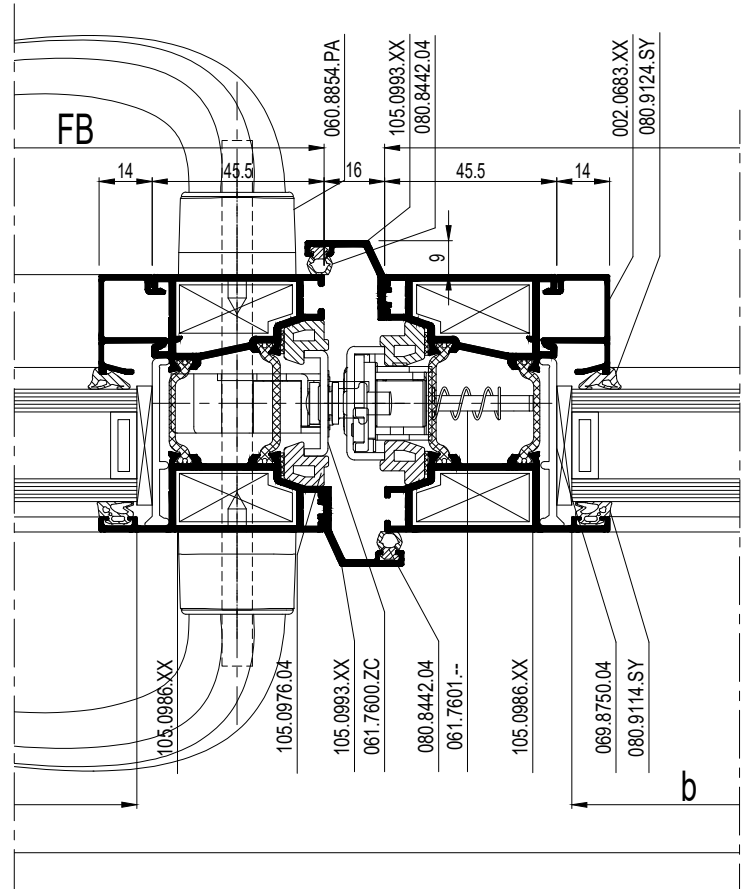 060.8854.PA
105.0993.XX
080.8442.04
002.0683.XX
080.9124.SY
FB
14
45.5
16
45.5
14
9
105.0986.XX
105.0976.04
105.0993.XX
061.7600.ZC
080.8442.04
061.7601.--
105.0986.XX
069.8750.04
080.9114.SY
b